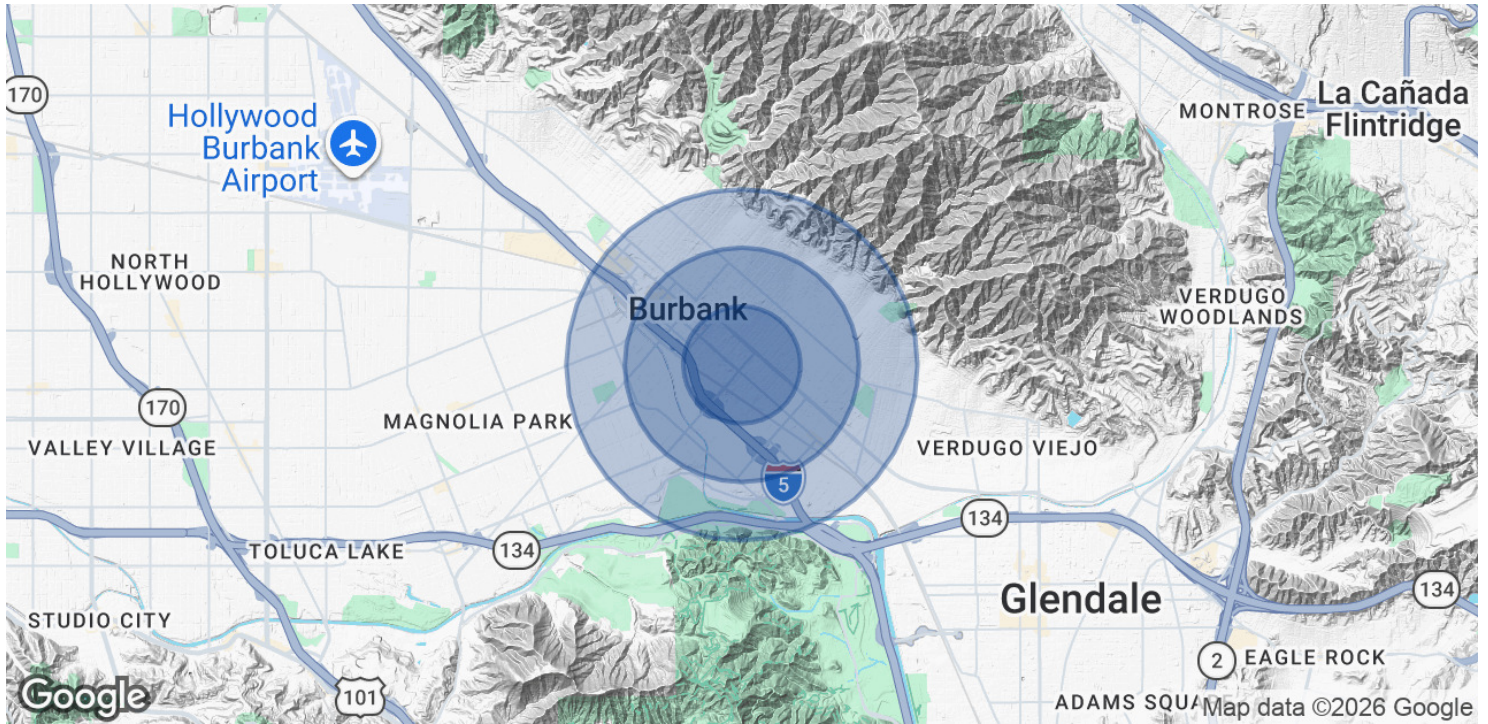 170
Hollywood
Burbank
Airport
MONTROSE
La Cañada
Flintridge
NORTH
HOLLYWOOD
Burbank
VERDUGO
WOODLANDS
170
MAGNOLIA PARK
VALLEY VILLAGE
VERDUGO VIEJO
5
134
134
TOLUCA LAKE
134
Glendale
STUDIO CITY
2
EAGLE ROCK
101
ADAMS SQUA
Google
Map data ©2026 Google